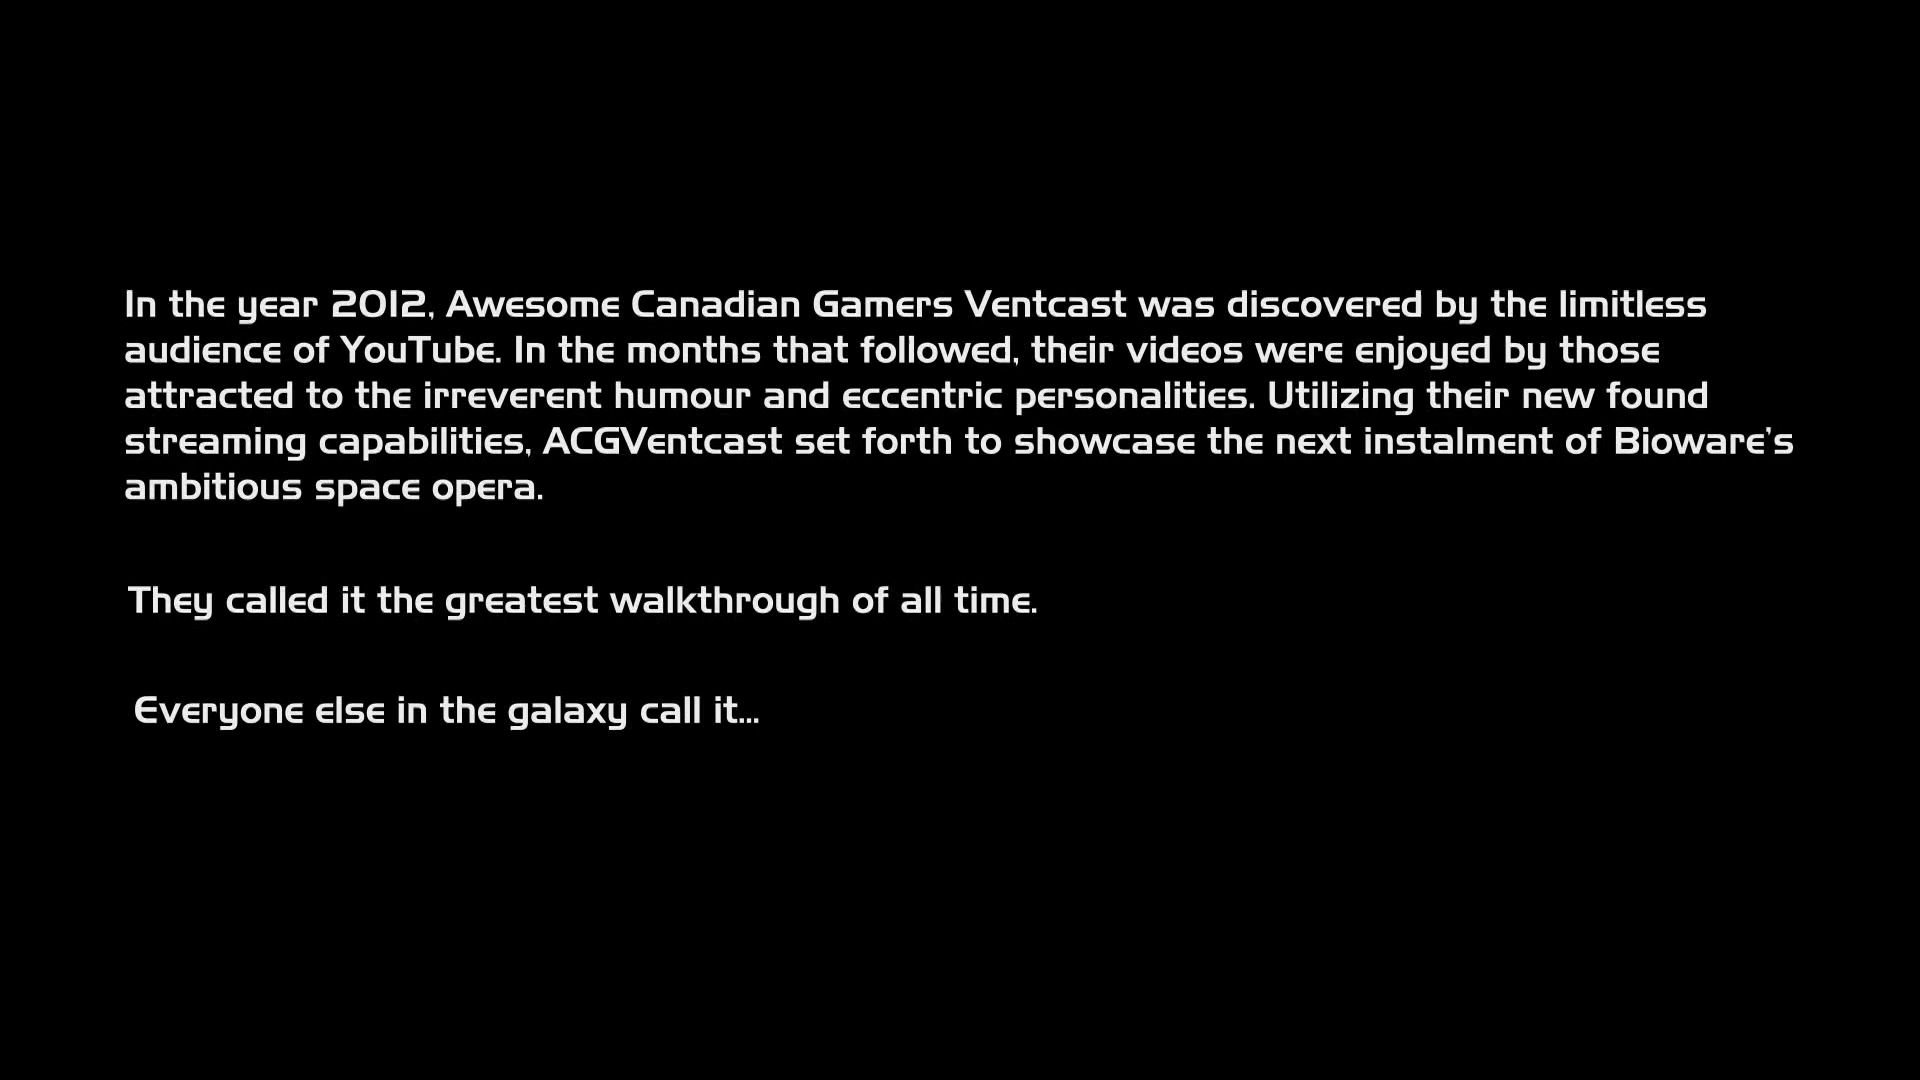 In the year 2012, Awesome Canadian Gamers Ventcast was discovered by the limitless
audience of YouTube. In the months that followed, their videos were enjoyed by those
attracted to the irreverent humour and eccentric personalities. Utilizing their new found
streaming capabilities, ACGVentcast set forth to showcase the next instalment of Bioware's
ambitious space opera.
They called it the greatest walkthrough of all time.
Everyone else in the galaxy call it...